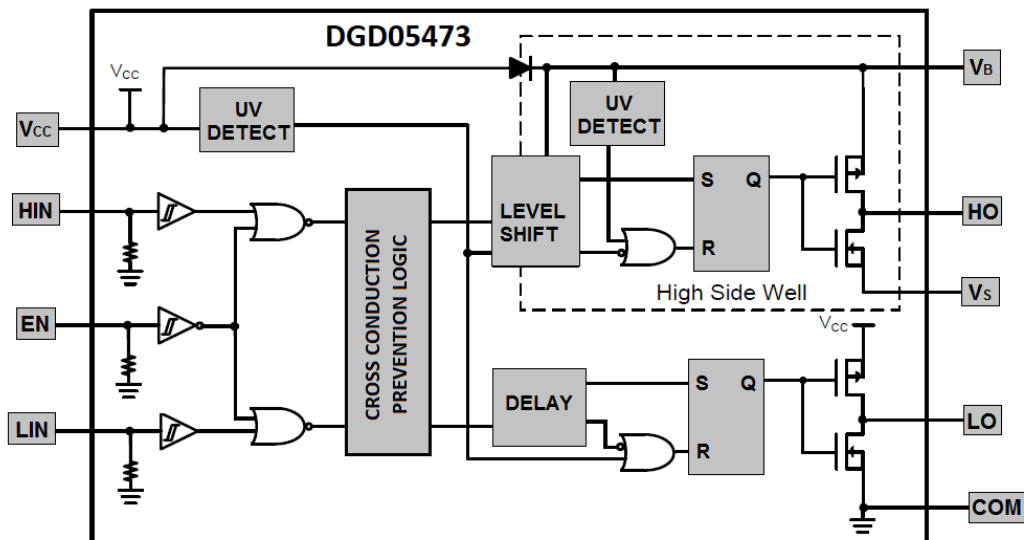 DGD05473
VCC
VCC
UV
DETECT
UV
DETECT
VB
HIN
LEVEL
SHIFT
S
Q
R
HO
High Side Well
VS
EN
CROSS CONDUCTION
PREVENTION LOGIC
VCC
DELAY
S
Q
R
LIN
LO
COM